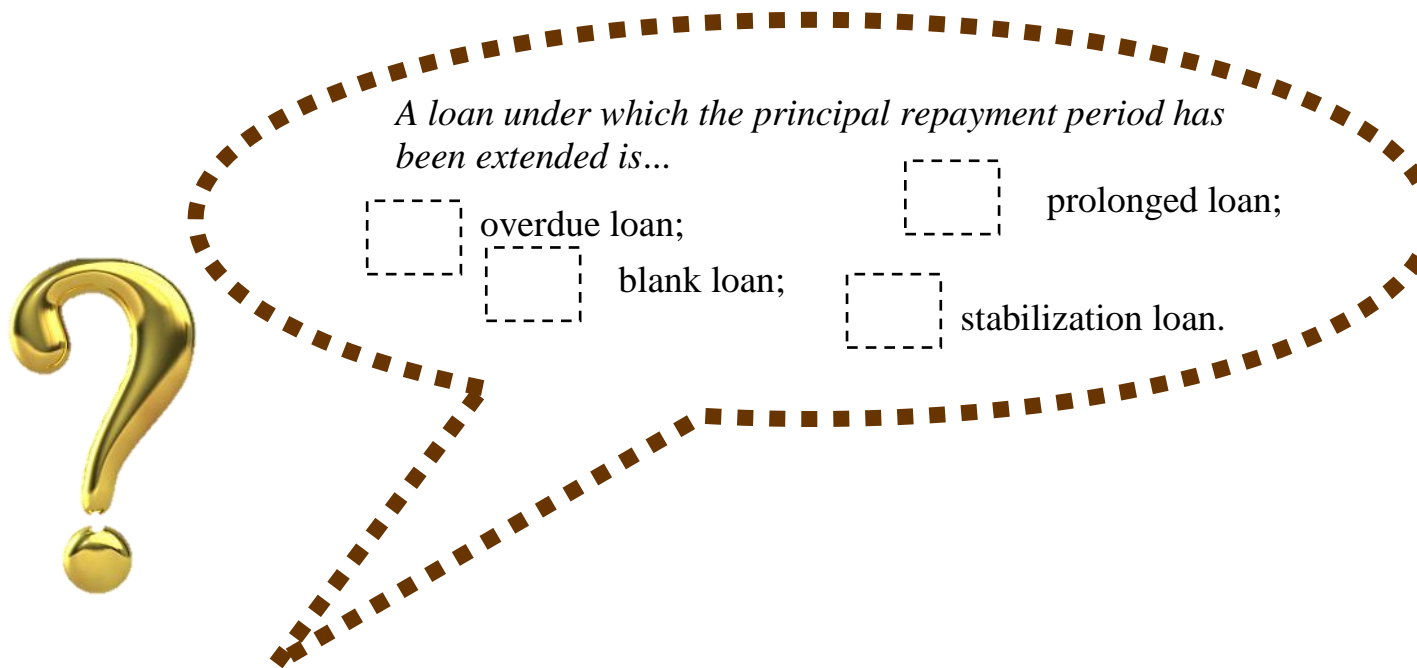 A loan under which the principal repayment period has
been extended is...
overdue loan;
prolonged loan;
blank loan;
stabilization loan.